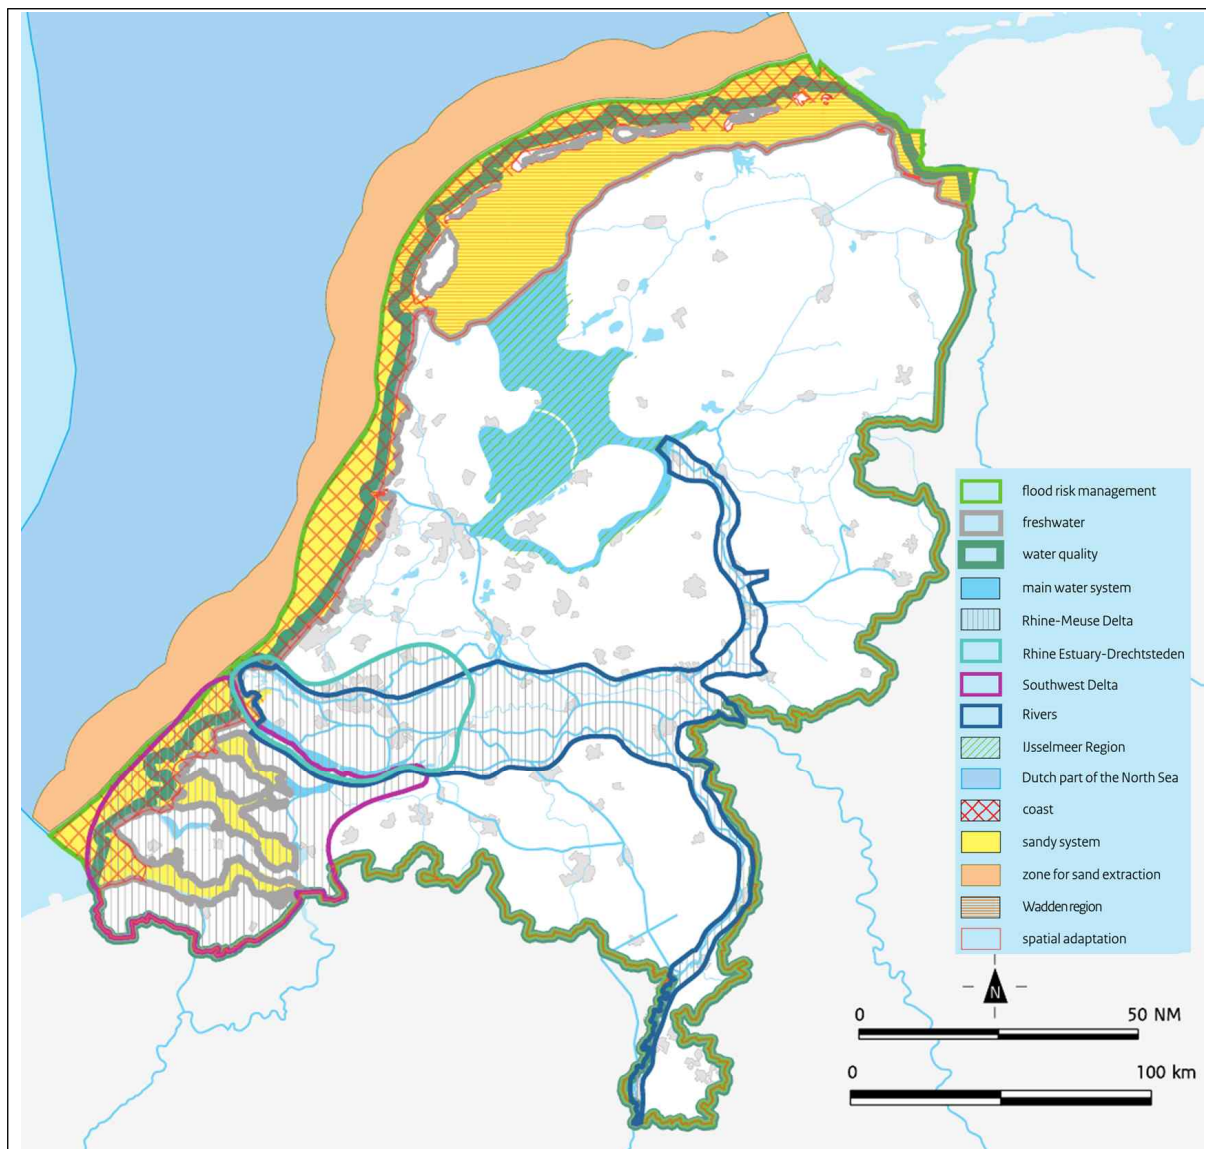 flood risk management
freshwater
water quality
main water system
Rhine-Meuse Delta
Rhine Estuary-Drechtsteden
Southwest Delta
Rivers
IJsselmeer Region
Dutch part of the North Sea
coast
sandy system
zone for sand extraction
Wadden region
spatial adaptation
N
0 50 NM
0 100 km